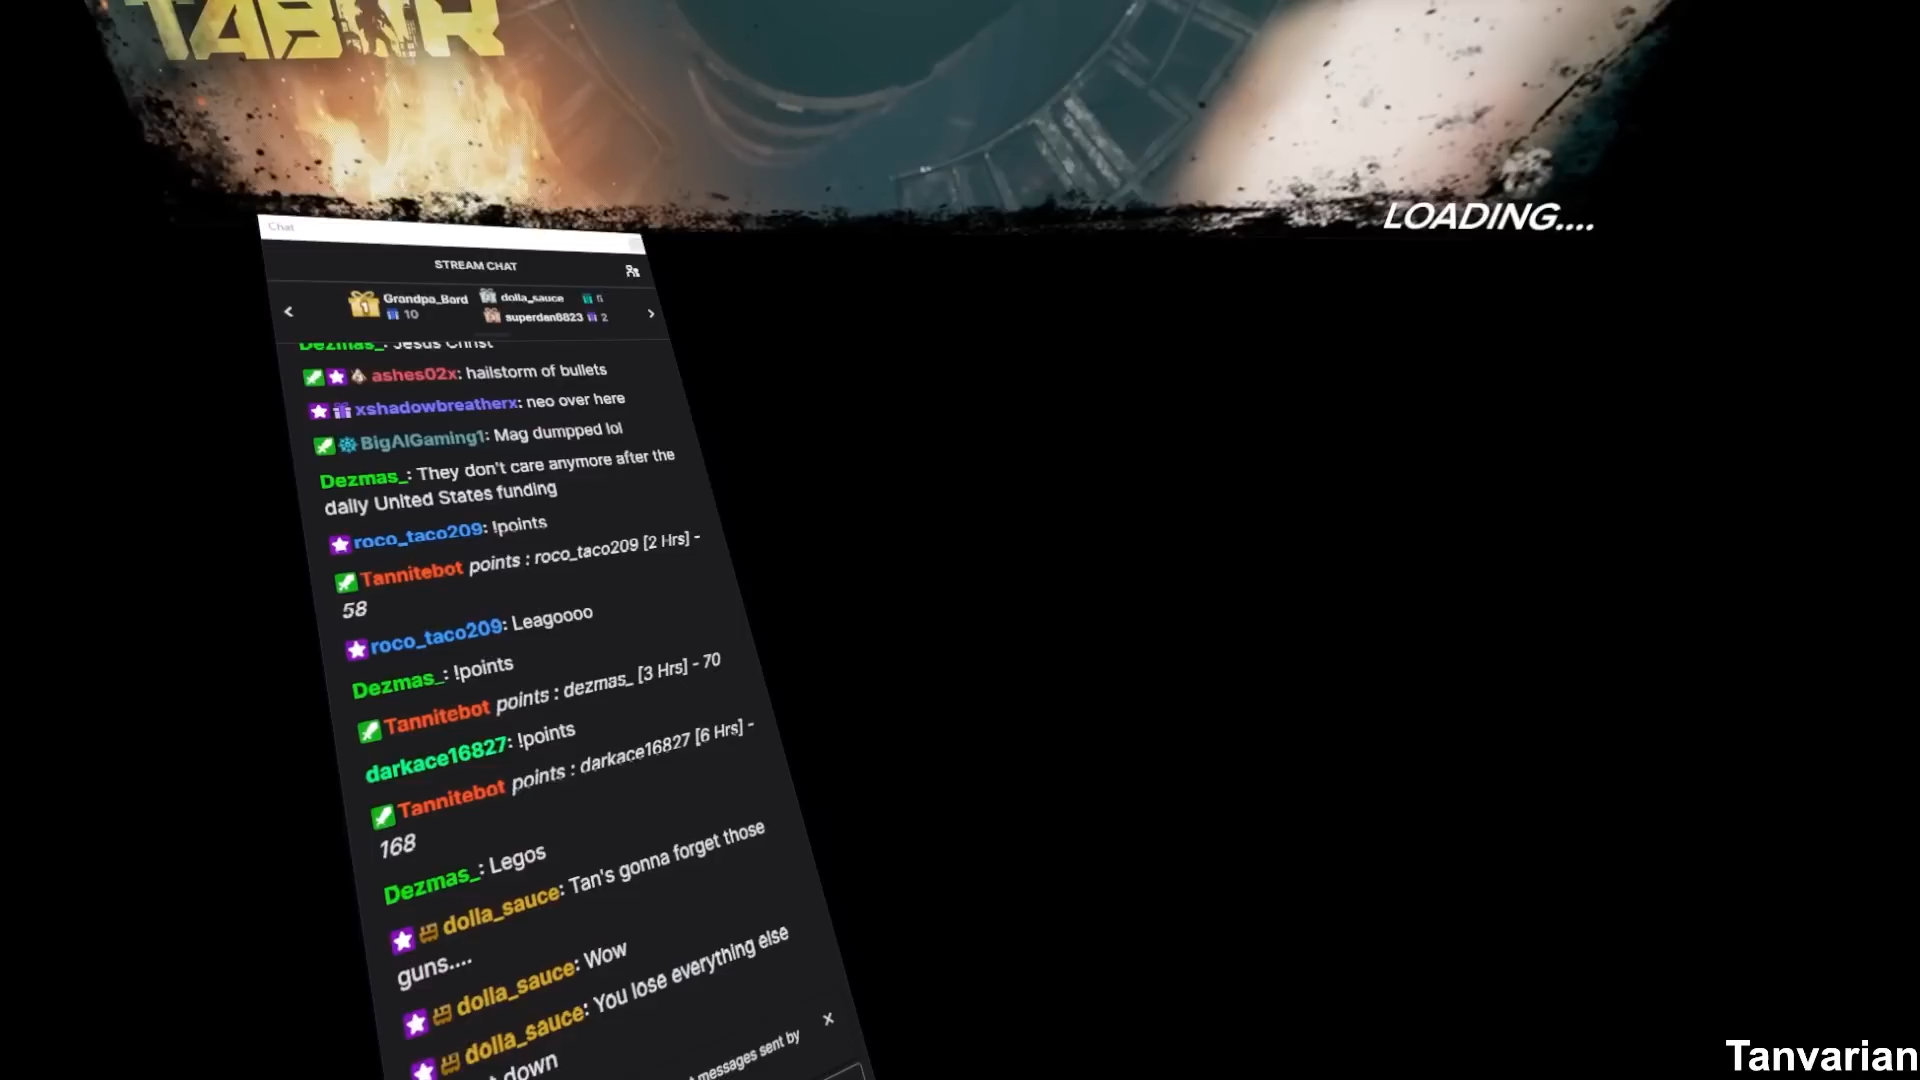 TABOR
LOADING....
Chat
STREAM CHAT
Grandpa_Bard
10
dolla_sauce
superdan8823 2
Dezmas_: Jesus Christ
ashes02x: hailstorm of bullets
xshadowbreatherx: neo over here
BigAlGaming1: Mag dumpped lol
Dezmas_: They don't care anymore after the
daily United States funding
roco_taco209: !points
Tannitebot points : roco_taco209 [2 Hrs] -
58
roco_taco209: Leagoooo
Dezmas_: !points
Tannitebot points : dezmas_ [3 Hrs] - 70
darkace16827: !points
Tannitebot points : darkace16827 [6 Hrs] -
168
Dezmas_: Legos
dolla_sauce: Tan's gonna forget those
guns....
dolla_sauce: Wow
dolla_sauce: You lose everything else
down
messages sent by
Tanvarian